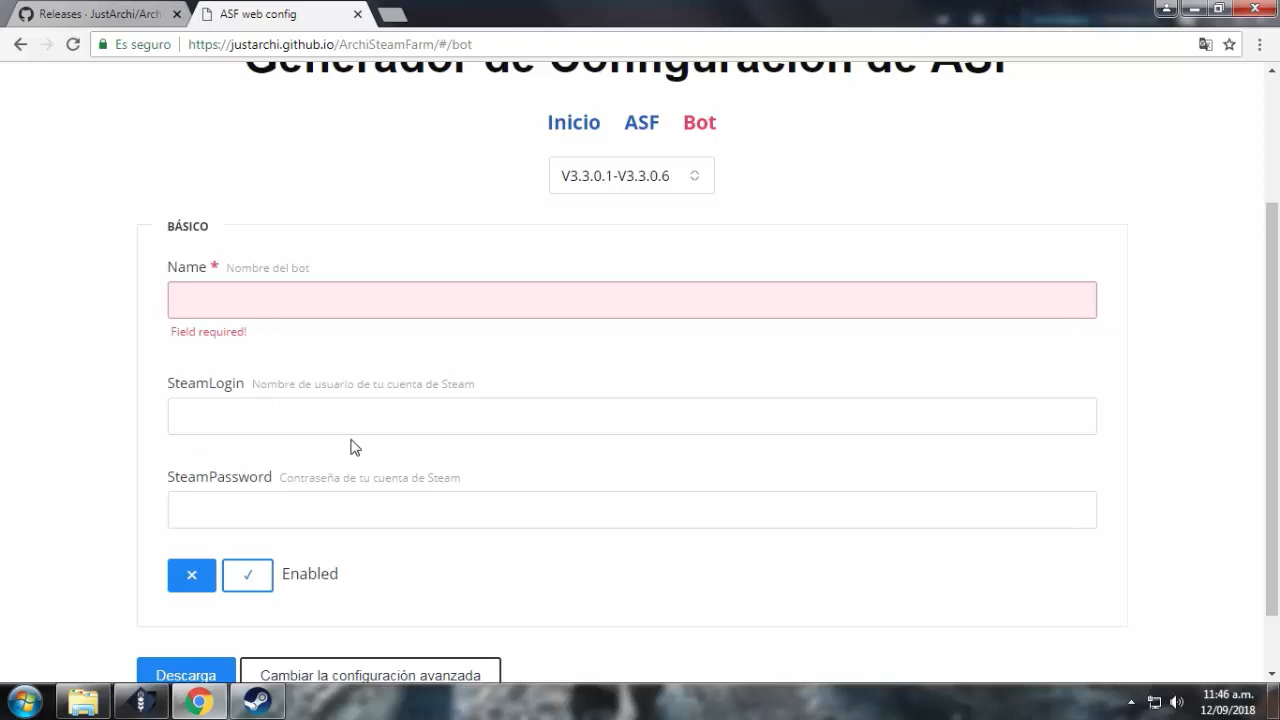 Releases - JustArchi/Arch
ASF web config
Es seguro
https://justarchi.github.io/ArchiSteamFarm/#/bot
Generador de Configuración de ASF
Inicio ASF Bot
V3.3.0.1-V3.3.0.6
BÁSICO
Name * Nombre del bot
Field required!
SteamLogin Nombre de usuario de tu cuenta de Steam
SteamPassword Contraseña de tu cuenta de Steam
Enabled
Descarga
Cambiar la configuración avanzada
11:46 a.m.
12/09/2018